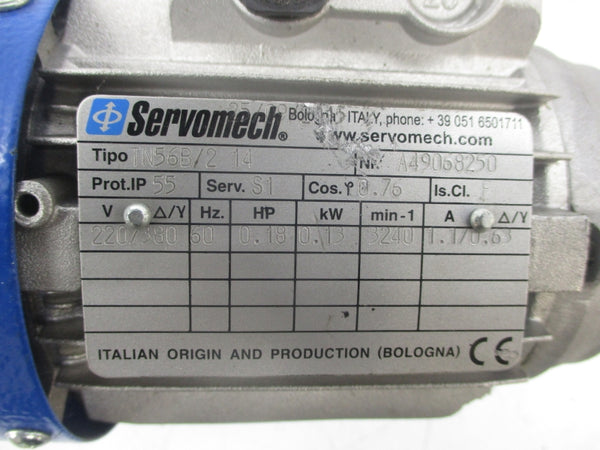 Servomech® Bologna ITALY, phone: + 39 051 6501711
www.servomech.com
Tipo TN56B/2 14 Nr. A49068250
Prot.IP 55 Serv. S1 Cos.φ 0.76 Is.Cl. F
V Δ/Y Hz. HP kW min-1 A Δ/Y
220/380 60 0.18 0.13 3240 1.1/0.63
ITALIAN ORIGIN AND PRODUCTION (BOLOGNA) CE